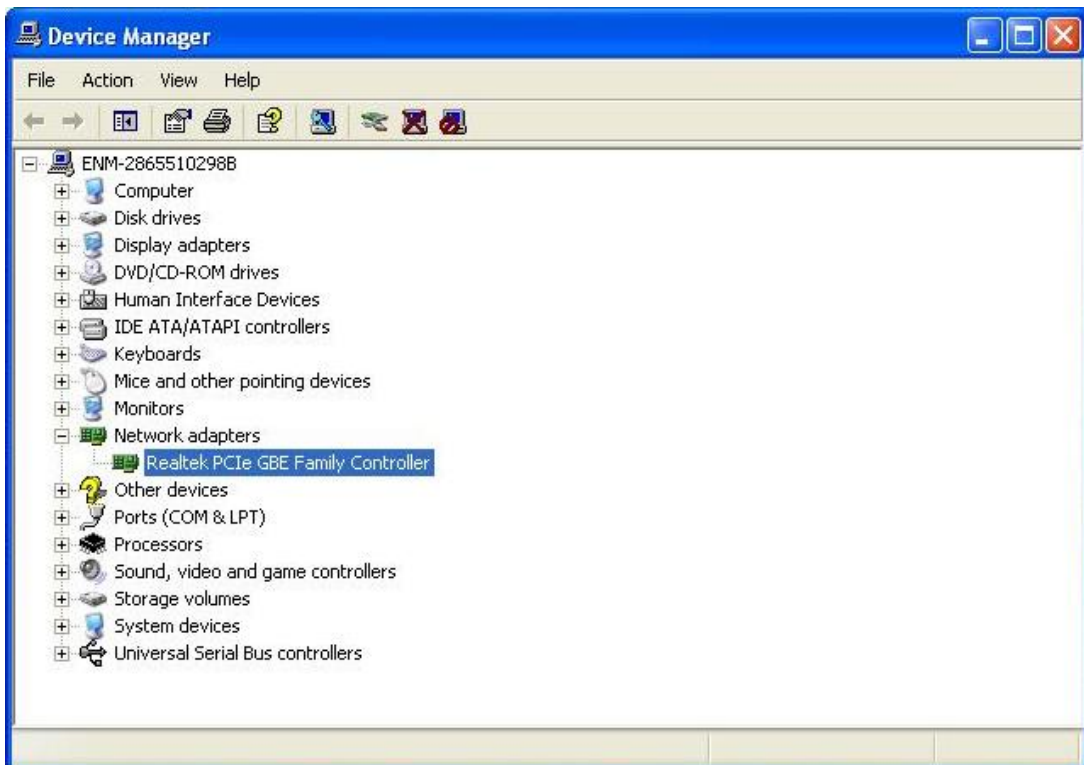 Device Manager
File Action View Help
ENM-2865510298B
Computer
Disk drives
Display adapters
DVD/CD-ROM drives
Human Interface Devices
IDE ATA/ATAPI controllers
Keyboards
Mice and other pointing devices
Monitors
Network adapters
Realtek PCIe GBE Family Controller
Other devices
Ports (COM & LPT)
Processors
Sound, video and game controllers
Storage volumes
System devices
Universal Serial Bus controllers